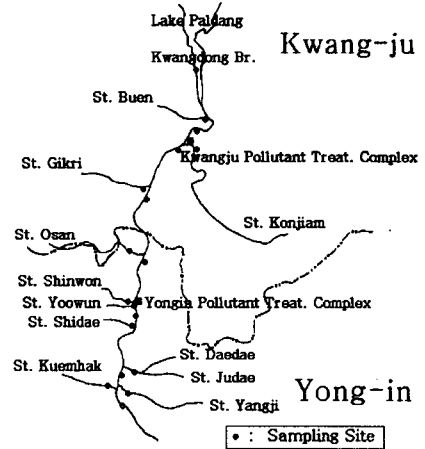 Lake Paldang
Kwang-ju
Kwangdong Br.
St. Buen
Kwangju Pollutant Treat. Complex
St. Gikri
St. Konjiam
St. Osan
St. Shinwon
St. Yoowun
Yongin Pollutant Treat. Complex
St. Shidae
St. Daedae
St. Kuemhak
St. Judae
Yong-in
St. Yangji
• : Sampling Site